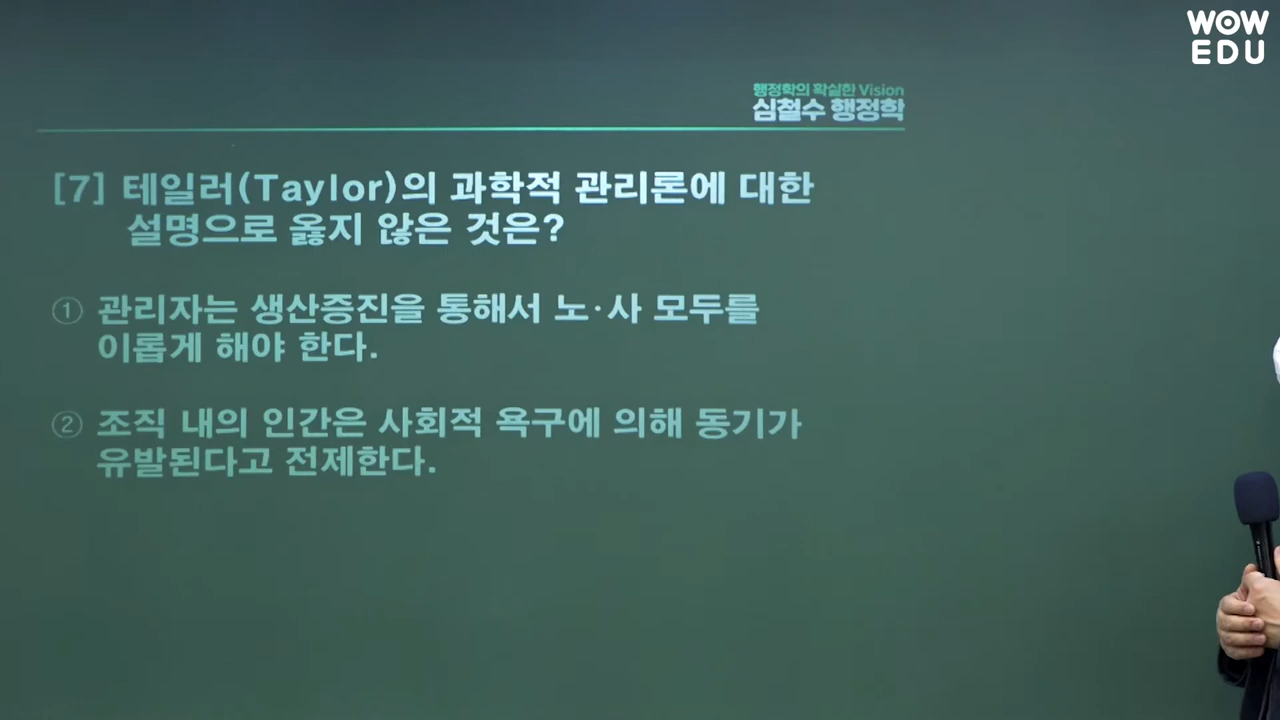 WOW
EDU
행정학의 확실한 Vision
심철수 행정학
[7] 테일러(Taylor)의 과학적 관리론에 대한
설명으로 옳지 않은 것은?
① 관리자는 생산증진을 통해서 노·사 모두를
이롭게 해야 한다.
② 조직 내의 인간은 사회적 욕구에 의해 동기가
유발된다고 전제한다.